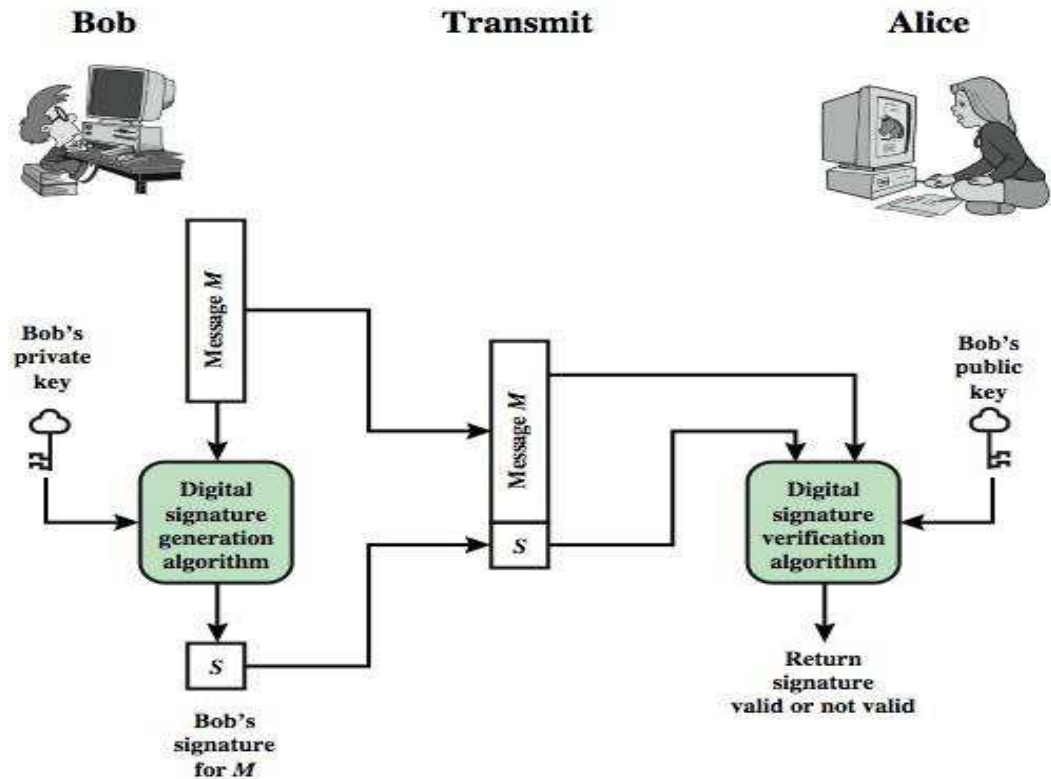 Bob
Transmit
Alice
Message M
Bob's
private
key
Message M
Bob's
public
key
Digital
signature
generation
algorithm
S
Digital
signature
verification
algorithm
S
Bob's
signature
for M
Return
signature
valid or not valid